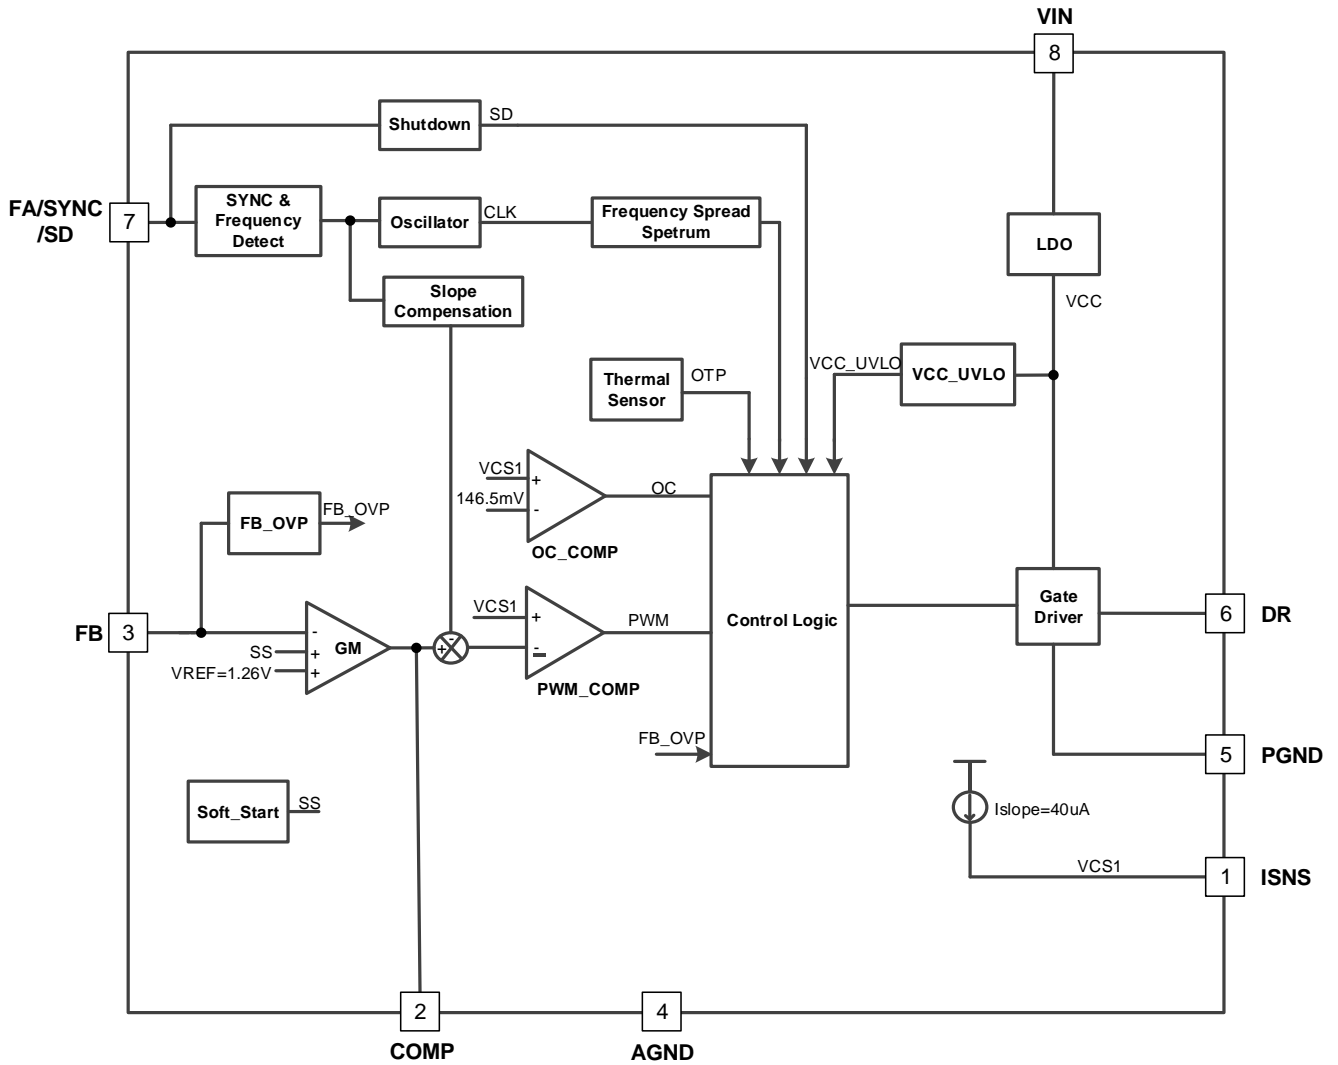 VIN
8
Shutdown
SD
FA/SYNC
/SD
7
SYNC &
Frequency
Detect
Oscillator
CLK
Frequency Spread
Spetrum
LDO
VCC
Slope
Compensation
Thermal
Sensor
OTP
VCC_UVLO
VCC_UVLO
VCS1
+
146.5mV
-
OC
OC_COMP
FB_OVP
FB_OVP
FB
3
-
SS
+
VREF=1.26V
+
GM
-
+
VCS1
+
-
PWM
PWM_COMP
Control Logic
FB_OVP
Gate
Driver
6
DR
5
PGND
Soft_Start
SS
Islope=40uA
VCS1
1
ISNS
2
COMP
4
AGND